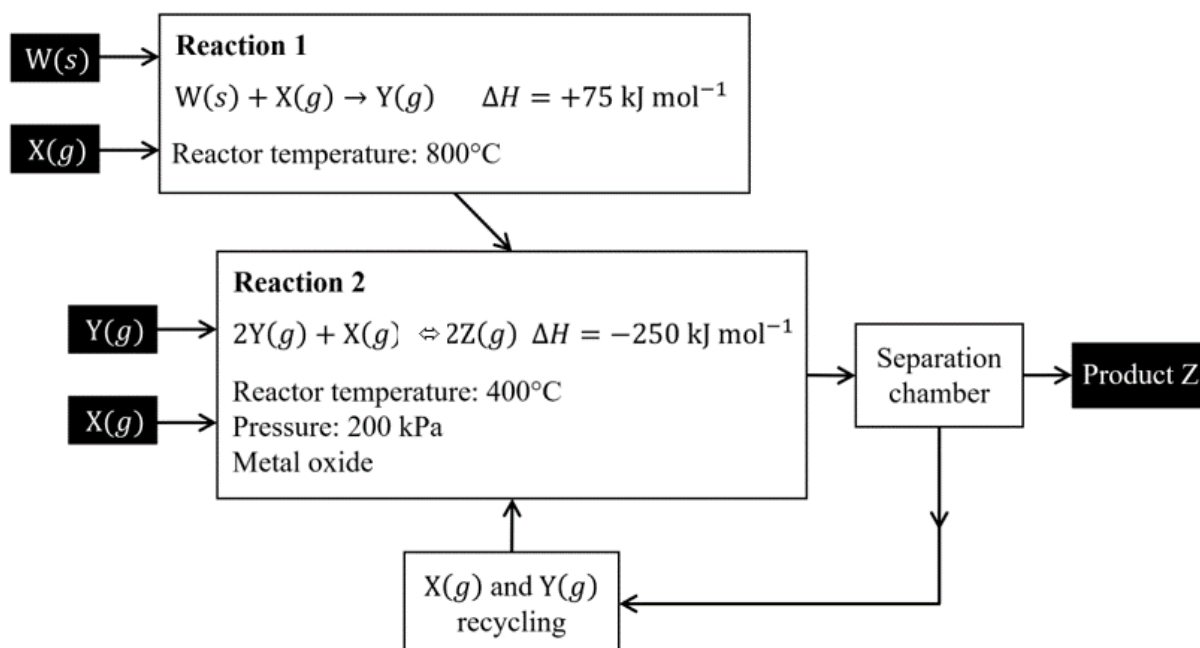 W(s)
X(g)
Reaction 1
W(s) + X(g) → Y(g) ΔH = +75 kJ mol⁻¹
Reactor temperature: 800°C
Y(g)
X(g)
Reaction 2
2Y(g) + X(g) ⇔ 2Z(g) ΔH = −250 kJ mol⁻¹
Reactor temperature: 400°C
Pressure: 200 kPa
Metal oxide
Separation
chamber
Product Z
X(g) and Y(g)
recycling